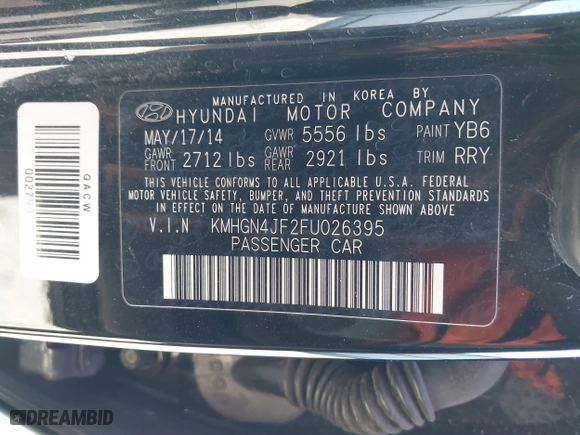 MANUFACTURED IN KOREA BY
HYUNDAI MOTOR COMPANY
MAY/17/14 GVWR 5556 lbs PAINT YB6
GAWR FRONT 2712 lbs GAWR REAR 2921 lbs TRIM RRY
THIS VEHICLE CONFORMS TO ALL APPLICABLE U.S.A. FEDERAL
MOTOR VEHICLE SAFETY, BUMPER, AND THEFT PREVENTION STANDARDS
IN EFFECT ON THE DATE OF MANUFACTURE SHOWN ABOVE.
V.I.N KMHGN4JF2FU026395
PASSENGER CAR
GACW
DREAMBID